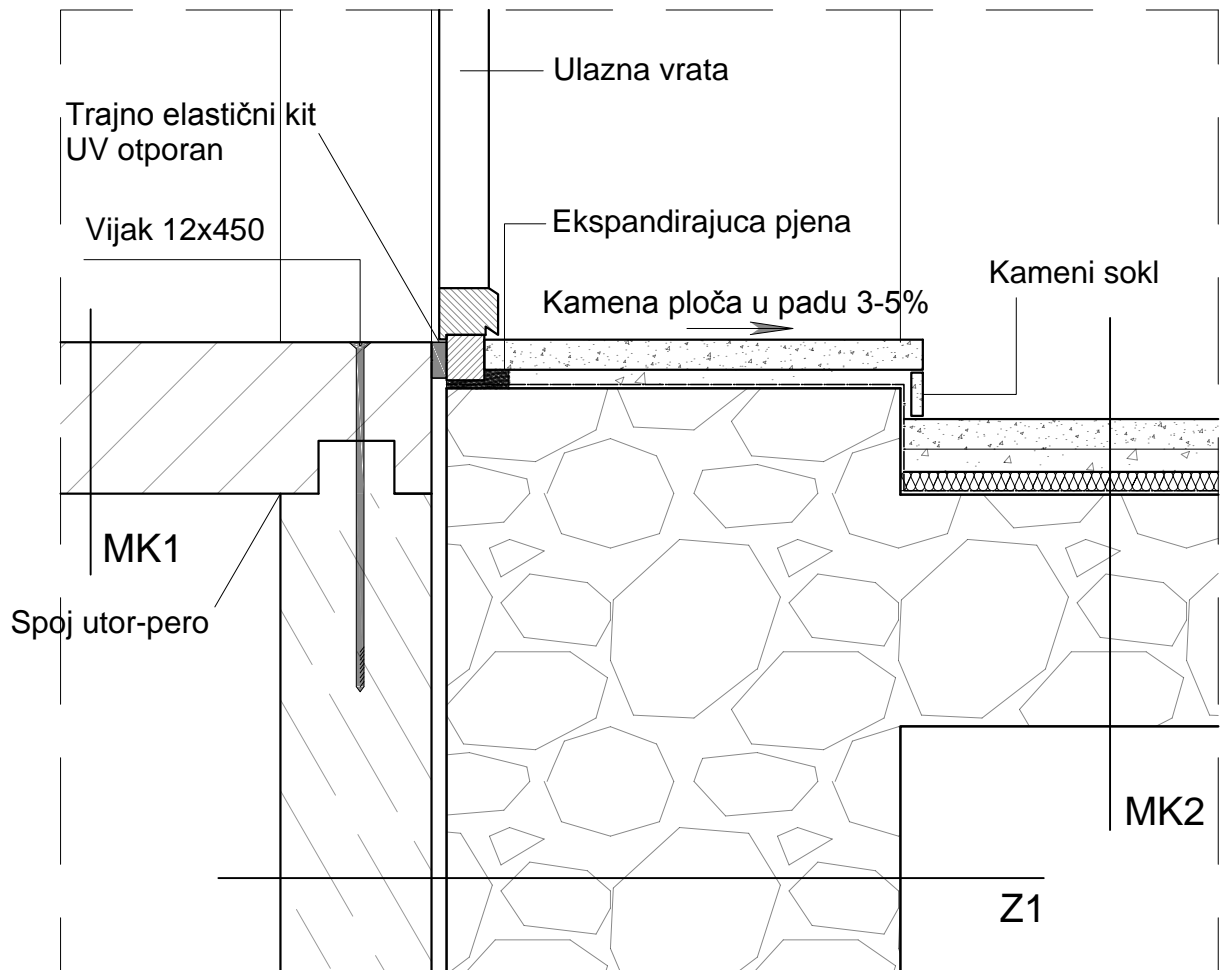 Ulazna vrata
Trajno elastični kit
UV otporan
Vijak 12x450
Ekspandirajuca pjena
Kameni sokl
Kamena ploča u padu 3-5%
MK1
Spoj utor-pero
MK2
Z1